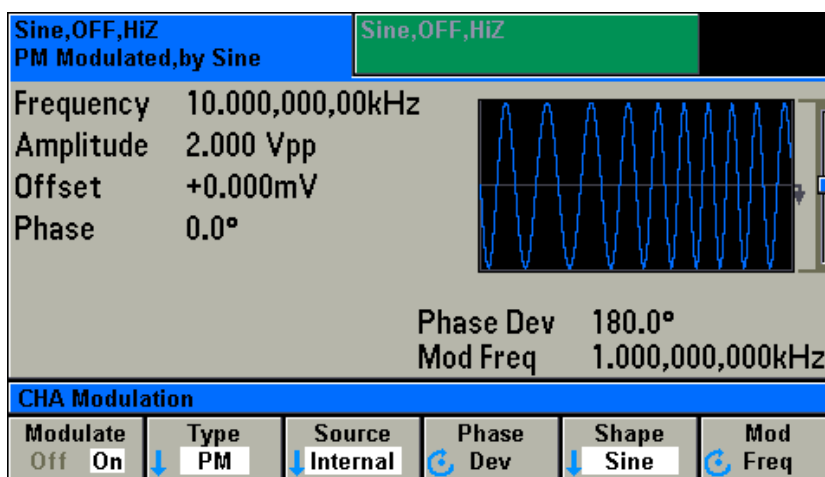 Sine,OFF,HiZ
PM Modulated,by Sine
Sine,OFF,HiZ
Frequency 10.000,000,00kHz
Amplitude 2.000 Vpp
Offset +0.000mV
Phase 0.0°
Phase Dev 180.0°
Mod Freq 1.000,000,000kHz
CHA Modulation
Modulate Type Source Phase Shape Mod
Off On PM Internal Dev Sine Freq